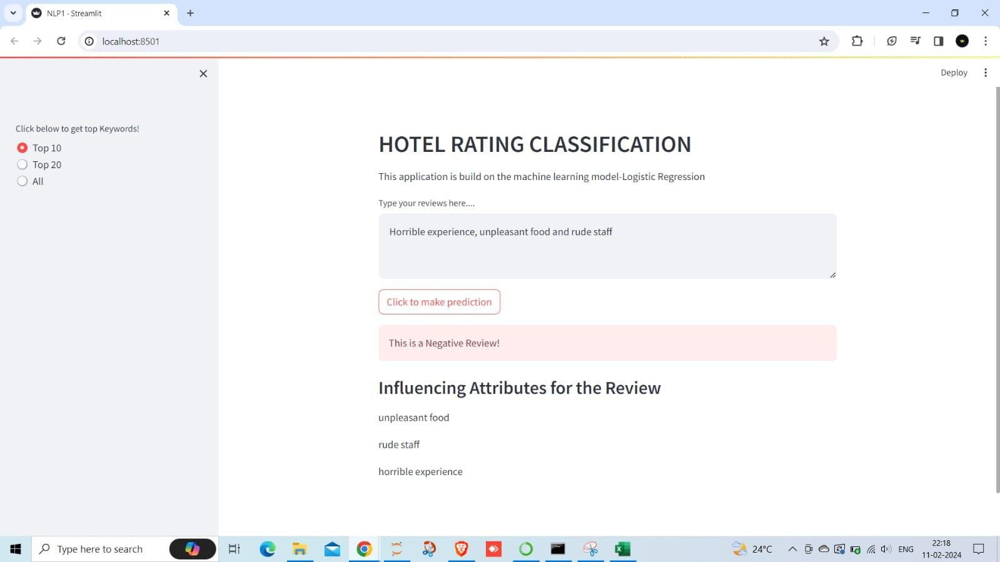 NLP1 · Streamlit
localhost:8501
Deploy
Click below to get top Keywords!
Top 10
Top 20
All
HOTEL RATING CLASSIFICATION
This application is build on the machine learning model-Logistic Regression
Type your reviews here....
Horrible experience, unpleasant food and rude staff
Click to make prediction
This is a Negative Review!
Influencing Attributes for the Review
unpleasant food
rude staff
horrible experience
Type here to search
24°C
ENG
22:18
11-02-2024